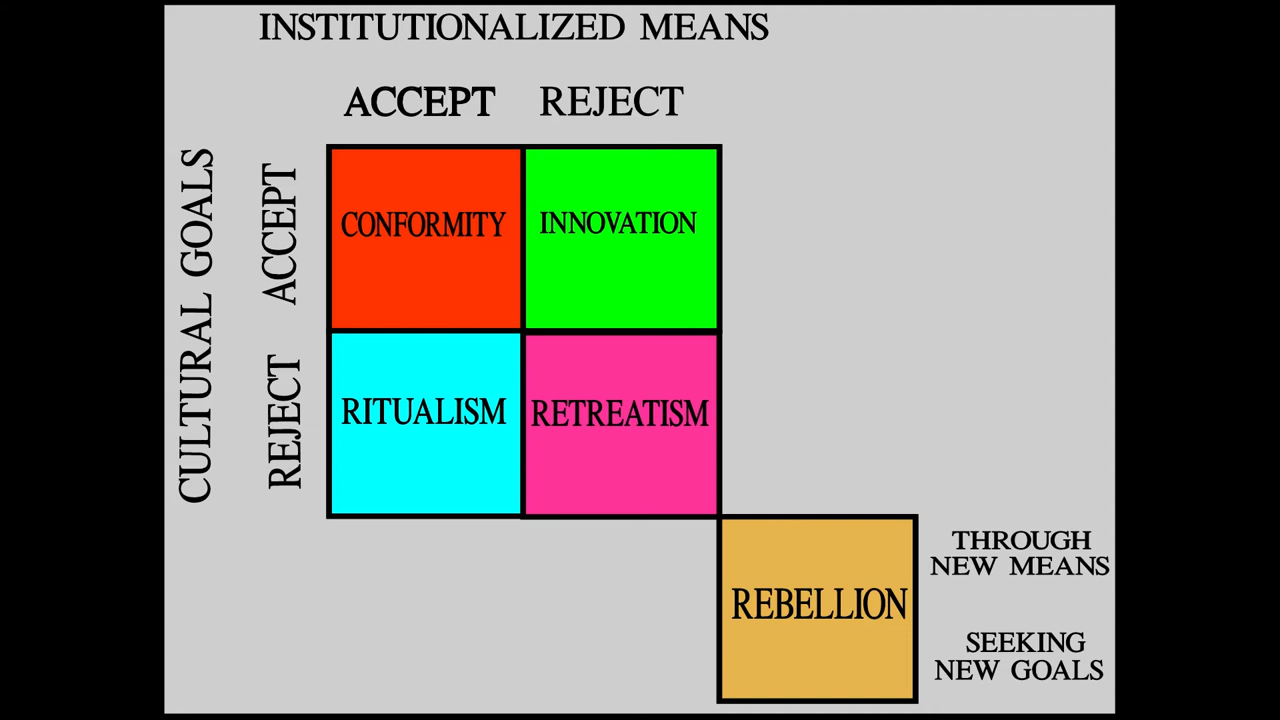 INSTITUTIONALIZED MEANS
ACCEPT REJECT
CULTURAL GOALS
ACCEPT
CONFORMITY INNOVATION
REJECT
RITUALISM RETREATISM
REBELLION
THROUGH
NEW MEANS
SEEKING
NEW GOALS